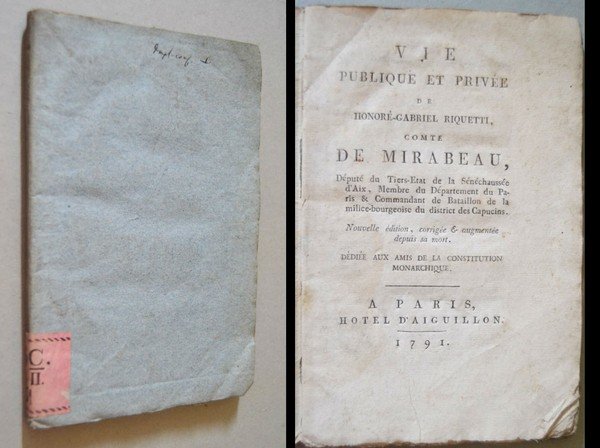 C.
II.
VIE
PUBLIQUE ET PRIVÉE
DE
HONORÉ-GABRIEL RIQUETTI,
COMTE
DE MIRABEAU,
Député du Tiers-Etat de la Sénéchaussée
d'Aix, Membre du Département du Pa-
ris & Commandant de Bataillon de la
milice-bourgeoise du district des Capucins.
Nouvelle édition, corrigée & augmentée
depuis sa mort.
DÉDIÉE AUX AMIS DE LA CONSTITUTION
MONARCHIQUE.
A PARIS,
HOTEL D'AIGUILLON.
1791.